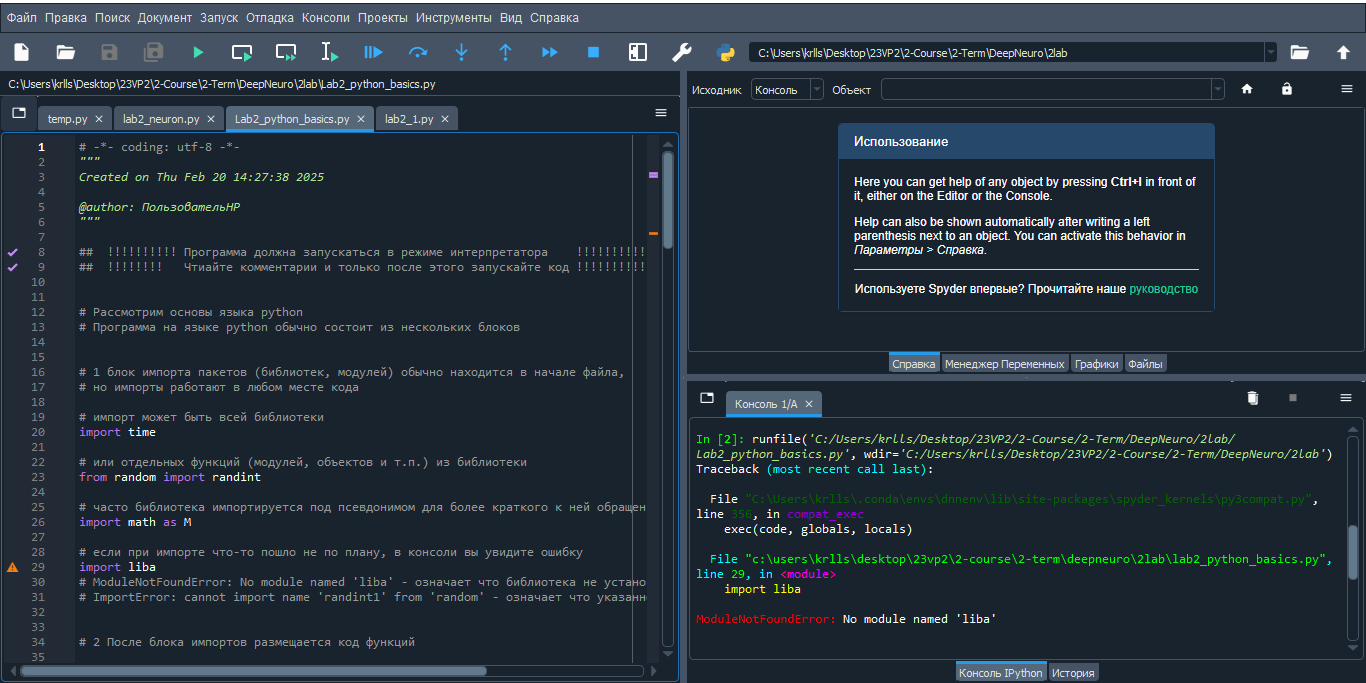 Файл Правка Поиск Документ Запуск Отладка Консоли Проекты Инструменты Вид Справка
C:\Users\krlls\Desktop\23VP2\2-Course\2-Term\DeepNeuro\2lab
C:\Users\krlls\Desktop\23VP2\2-Course\2-Term\DeepNeuro\2lab\Lab2_python_basics.py
temp.py lab2_neuron.py Lab2_python_basics.py lab2_1.py
1 # -*- coding: utf-8 -*-
2 """
3 Created on Thu Feb 20 14:27:38 2025
4
5 @author: ПользователЬHP
6 """
7
8 ##  !!!!!!!!!! Программа должна запускаться в режиме интерпретатора    !!!!!!!!!!
9 ##  !!!!!!!!   Чтиайте комментарии и только после этого запускайте код !!!!!!!!!!
10
11
12 # Рассмотрим основы языка python
13 # Программа на языке python обычно состоит из нескольких блоков
14
15
16 # 1 блок импорта пакетов (библиотек, модулей) обычно находится в начале файла,
17 # но импорты работают в любом месте кода
18
19 # импорт может быть всей библиотеки
20 import time
21
22 # или отдельных функций (модулей, объектов и т.п.) из библиотеки
23 from random import randint
24
25 # часто библиотека импортируется под псевдонимом для более краткого к ней обращен
26 import math as M
27
28 # если при импорте что-то пошло не по плану, в консоли вы увидите ошибку
29 import liba
30 # ModuleNotFoundError: No module named 'liba' - означает что библиотека не устано
31 # ImportError: cannot import name 'randint1' from 'random' - означает что указанн
32
33
34 # 2 После блока импортов размещается код функций
35
Исходник Консоль Объект
Использование
Here you can get help of any object by pressing Ctrl+I in front of
it, either on the Editor or the Console.
Help can also be shown automatically after writing a left
parenthesis next to an object. You can activate this behavior in
Параметры > Справка.
Используете Spyder впервые? Прочитайте наше руководство
Справка Менеджер Переменных Графики Файлы
Консоль 1/A
In [2]: runfile('C:/Users/krlls/Desktop/23VP2/2-Course/2-Term/DeepNeuro/2lab/
Lab2_python_basics.py', wdir='C:/Users/krlls/Desktop/23VP2/2-Course/2-Term/DeepNeuro/2lab')
Traceback (most recent call last):
File "C:\Users\krlls\.conda\envs\dnnenv\lib\site-packages\spyder_kernels\py3compat.py",
line 356, in compat_exec
exec(code, globals, locals)
File "c:\users\krlls\desktop\23vp2\2-course\2-term\deepneuro\2lab\lab2_python_basics.py",
line 29, in <module>
import liba
ModuleNotFoundError: No module named 'liba'
Консоль IPython История